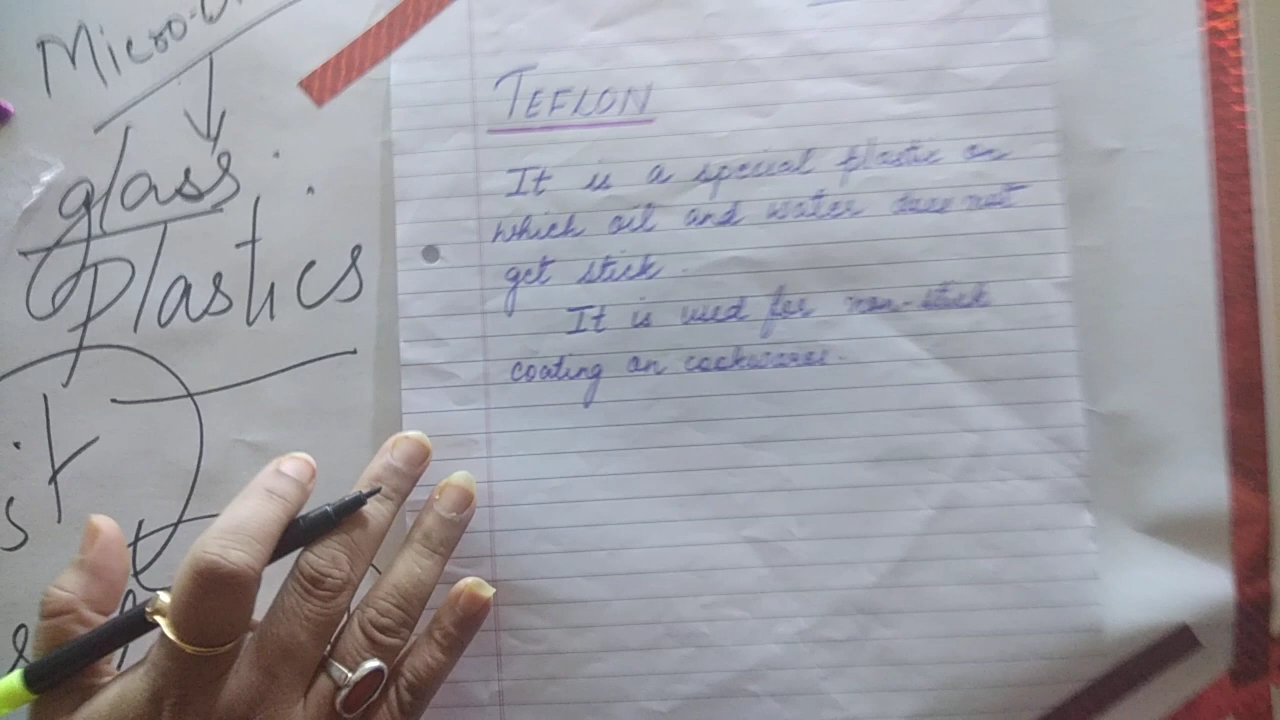 Micro-
glass
Plastics
TEFLON
It is a special plastic on
which oil and water does not
get stick.
It is used for non-stick
coating on cookwares.